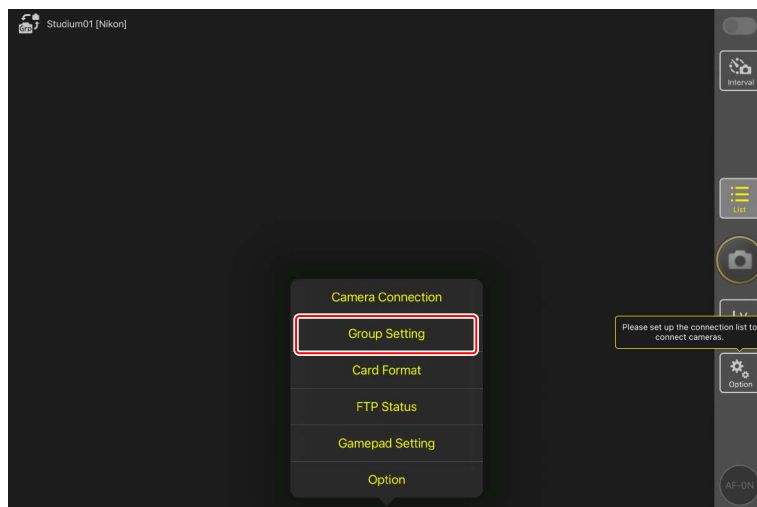 Grp
Studium01 [Nikon]
Interval
List
Camera Connection
Group Setting
Card Format
FTP Status
Gamepad Setting
Option
Please set up the connection list to
connect cameras.
Option
AF-ON